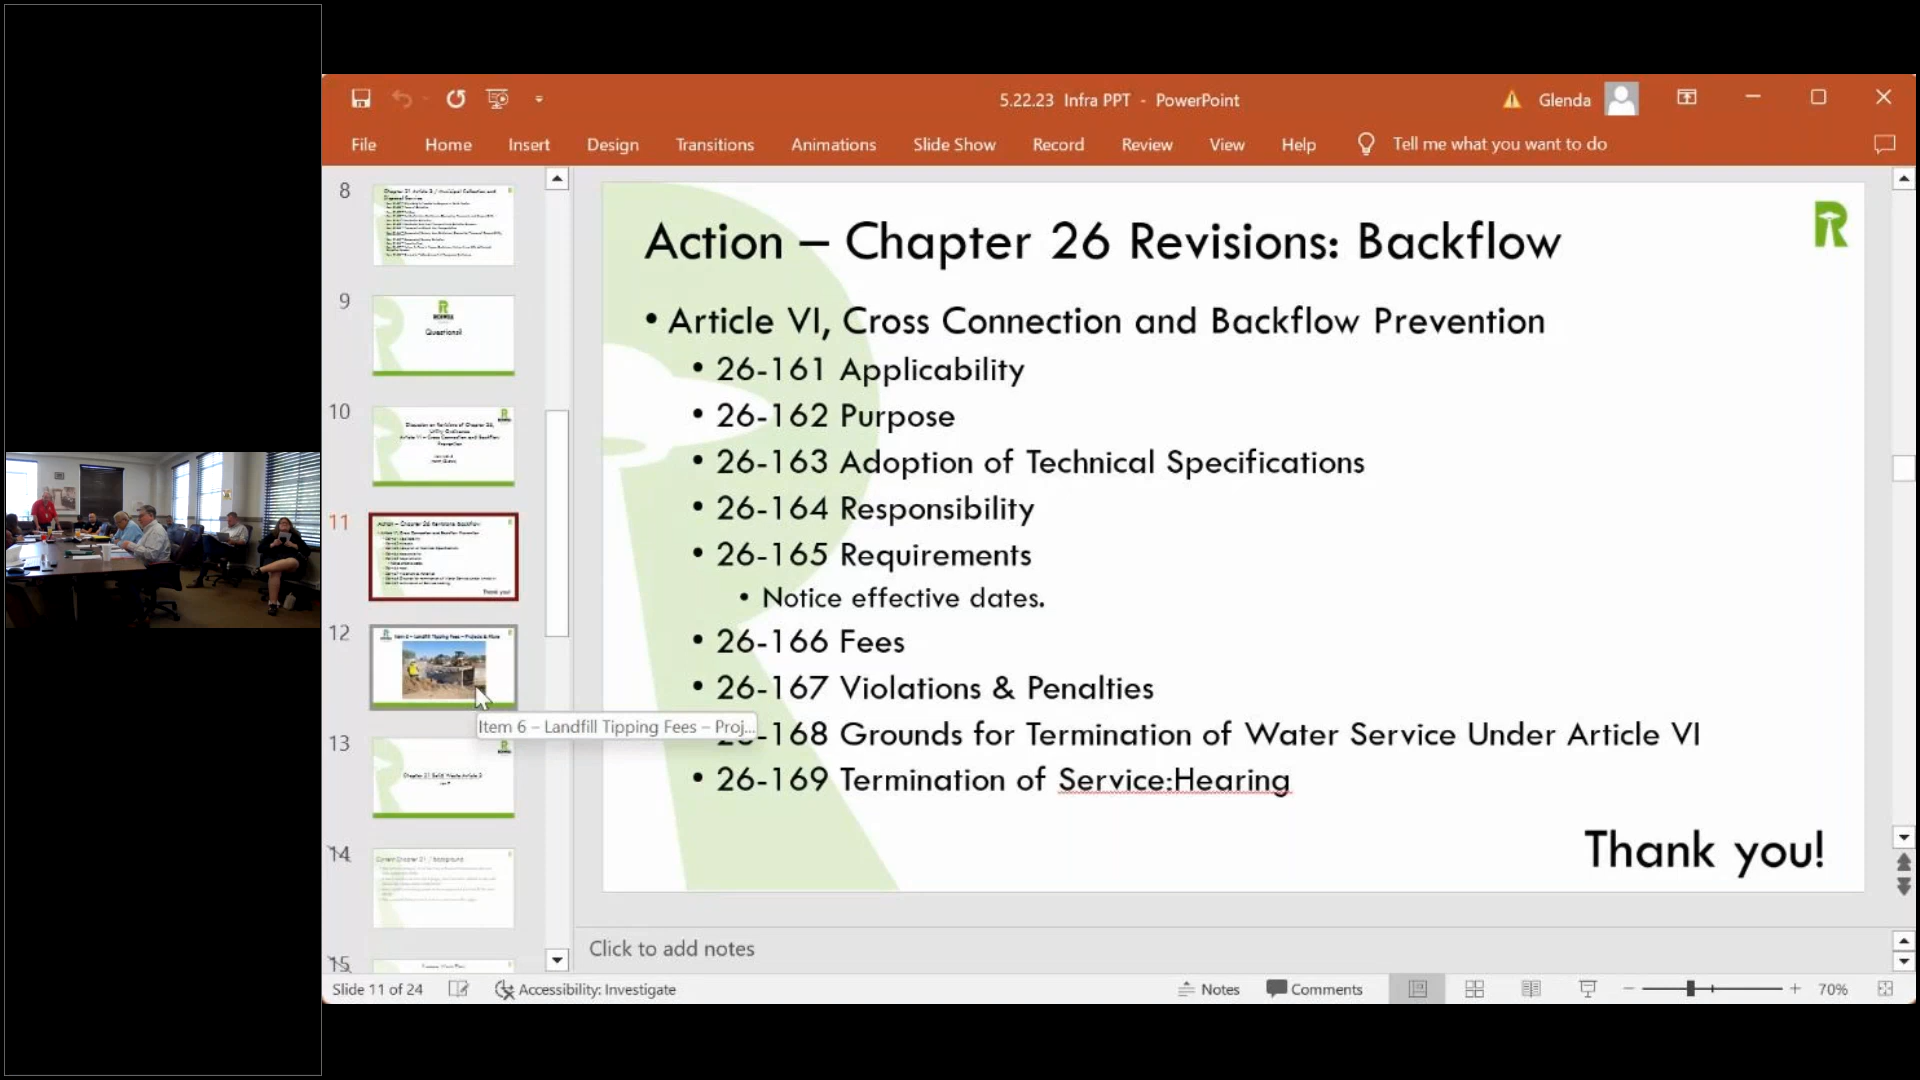 5.22.23 Infra PPT - PowerPoint
Glenda
File Home Insert Design Transitions Animations Slide Show Record Review View Help Tell me what you want to do
8
9
Questions?
10
11
12
Item 6 – Landfill Tipping Fees – Proj...
13
14
15
Action – Chapter 26 Revisions: Backflow
• Article VI, Cross Connection and Backflow Prevention
• 26-161 Applicability
• 26-162 Purpose
• 26-163 Adoption of Technical Specifications
• 26-164 Responsibility
• 26-165 Requirements
• Notice effective dates.
• 26-166 Fees
• 26-167 Violations & Penalties
-168 Grounds for Termination of Water Service Under Article VI
• 26-169 Termination of Service:Hearing
Thank you!
Click to add notes
Slide 11 of 24 Accessibility: Investigate Notes Comments 70%